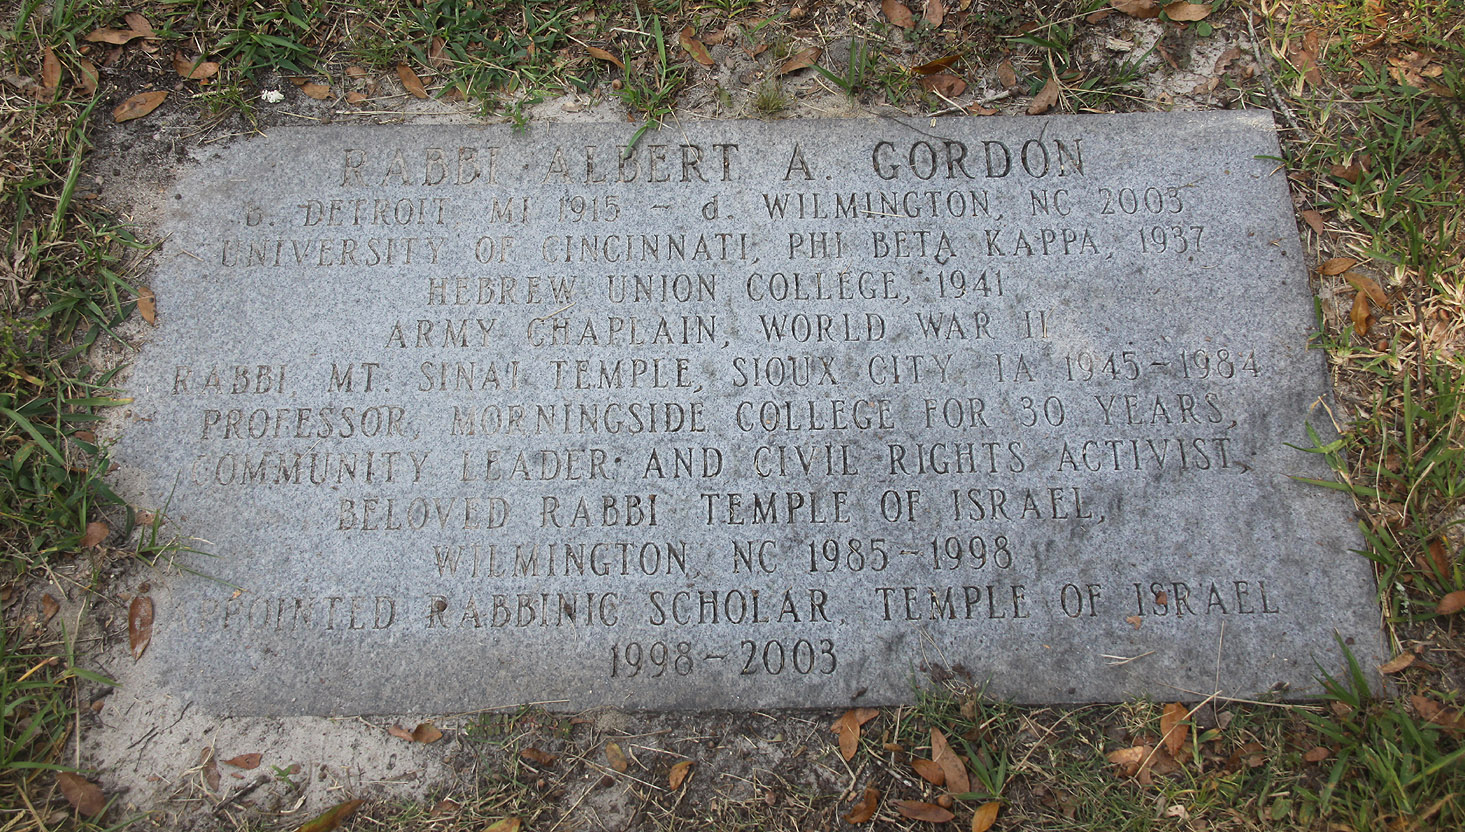 RABBI ALBERT A. GORDON
B. DETROIT, MI 1915 - d. WILMINGTON, NC 2003
UNIVERSITY OF CINCINNATI, PHI BETA KAPPA, 1937
HEBREW UNION COLLEGE, 1941
ARMY CHAPLAIN, WORLD WAR II
RABBI MT. SINAI TEMPLE, SIOUX CITY, IA 1945-1984
PROFESSOR, MORNINGSIDE COLLEGE FOR 30 YEARS,
COMMUNITY LEADER AND CIVIL RIGHTS ACTIVIST,
BELOVED RABBI TEMPLE OF ISRAEL,
WILMINGTON, NC 1985-1998
APPOINTED RABBINIC SCHOLAR, TEMPLE OF ISRAEL
1998-2003